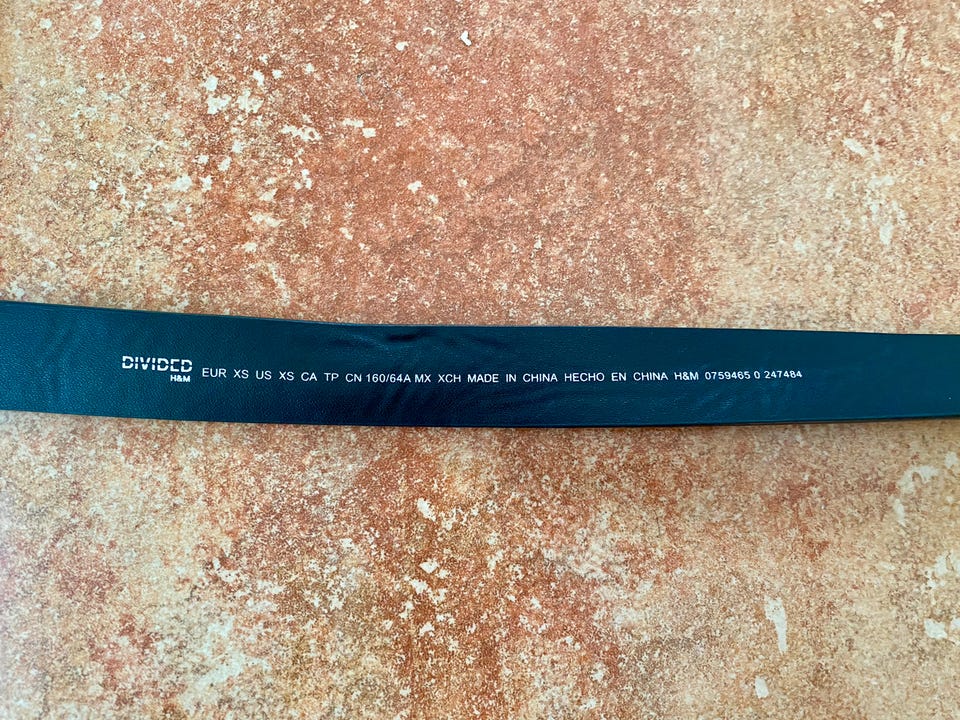 DIVIDED
H&M
EUR XS US XS CA TP CN 160/64A MX XCH MADE IN CHINA HECHO EN CHINA H&M 0759465 0 247484